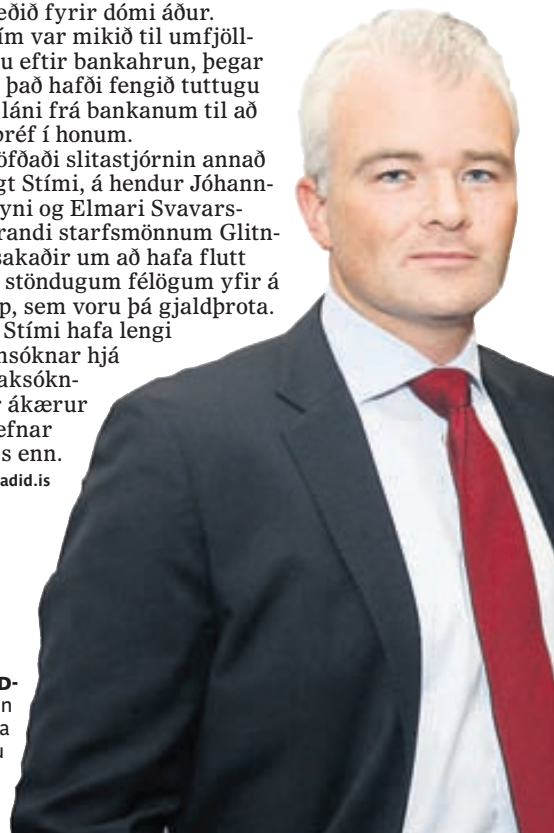 eðið fyrir dómi áður.
ím var mikið til umfjöll-
u eftir bankahrun, þegar
það hafði fengið tuttugu
láni frá bankanum til að
bréf í honum.
öfðaði slitastjórnin annað
gt Stími, á hendur Jóhann-
yni og Elmari Svavars-
randi starfsmönnum Glitn-
sakaðir um að hafa flutt
stöndugum félögum yfir á
p, sem voru þá gjaldþrota.
Stími hafa lengi
nsóknar hjá
aksókn-
r ákærur
efnar
s enn.
adid.is
D-
n
a
u